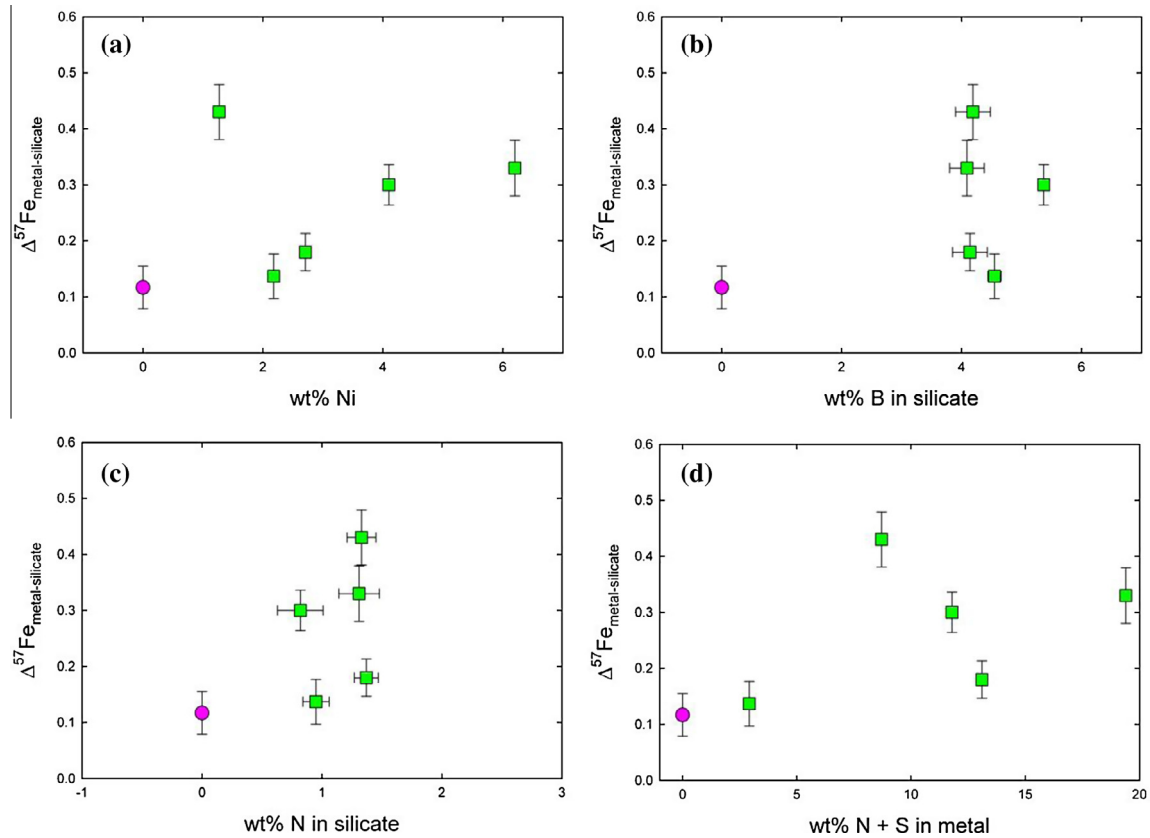 (a)
0.6
0.5
0.4
0.3
0.2
0.1
0.0
Δ57Femetal-silicate
0 2 4 6
wt% Ni
(b)
0.6
0.5
0.4
0.3
0.2
0.1
0.0
Δ57Femetal-silicate
0 2 4 6
wt% B in silicate
(c)
0.6
0.5
0.4
0.3
0.2
0.1
0.0
Δ57Femetal-silicate
-1 0 1 2 3
wt% N in silicate
(d)
0.6
0.5
0.4
0.3
0.2
0.1
0.0
Δ57Femetal-silicate
0 5 10 15 20
wt% N + S in metal